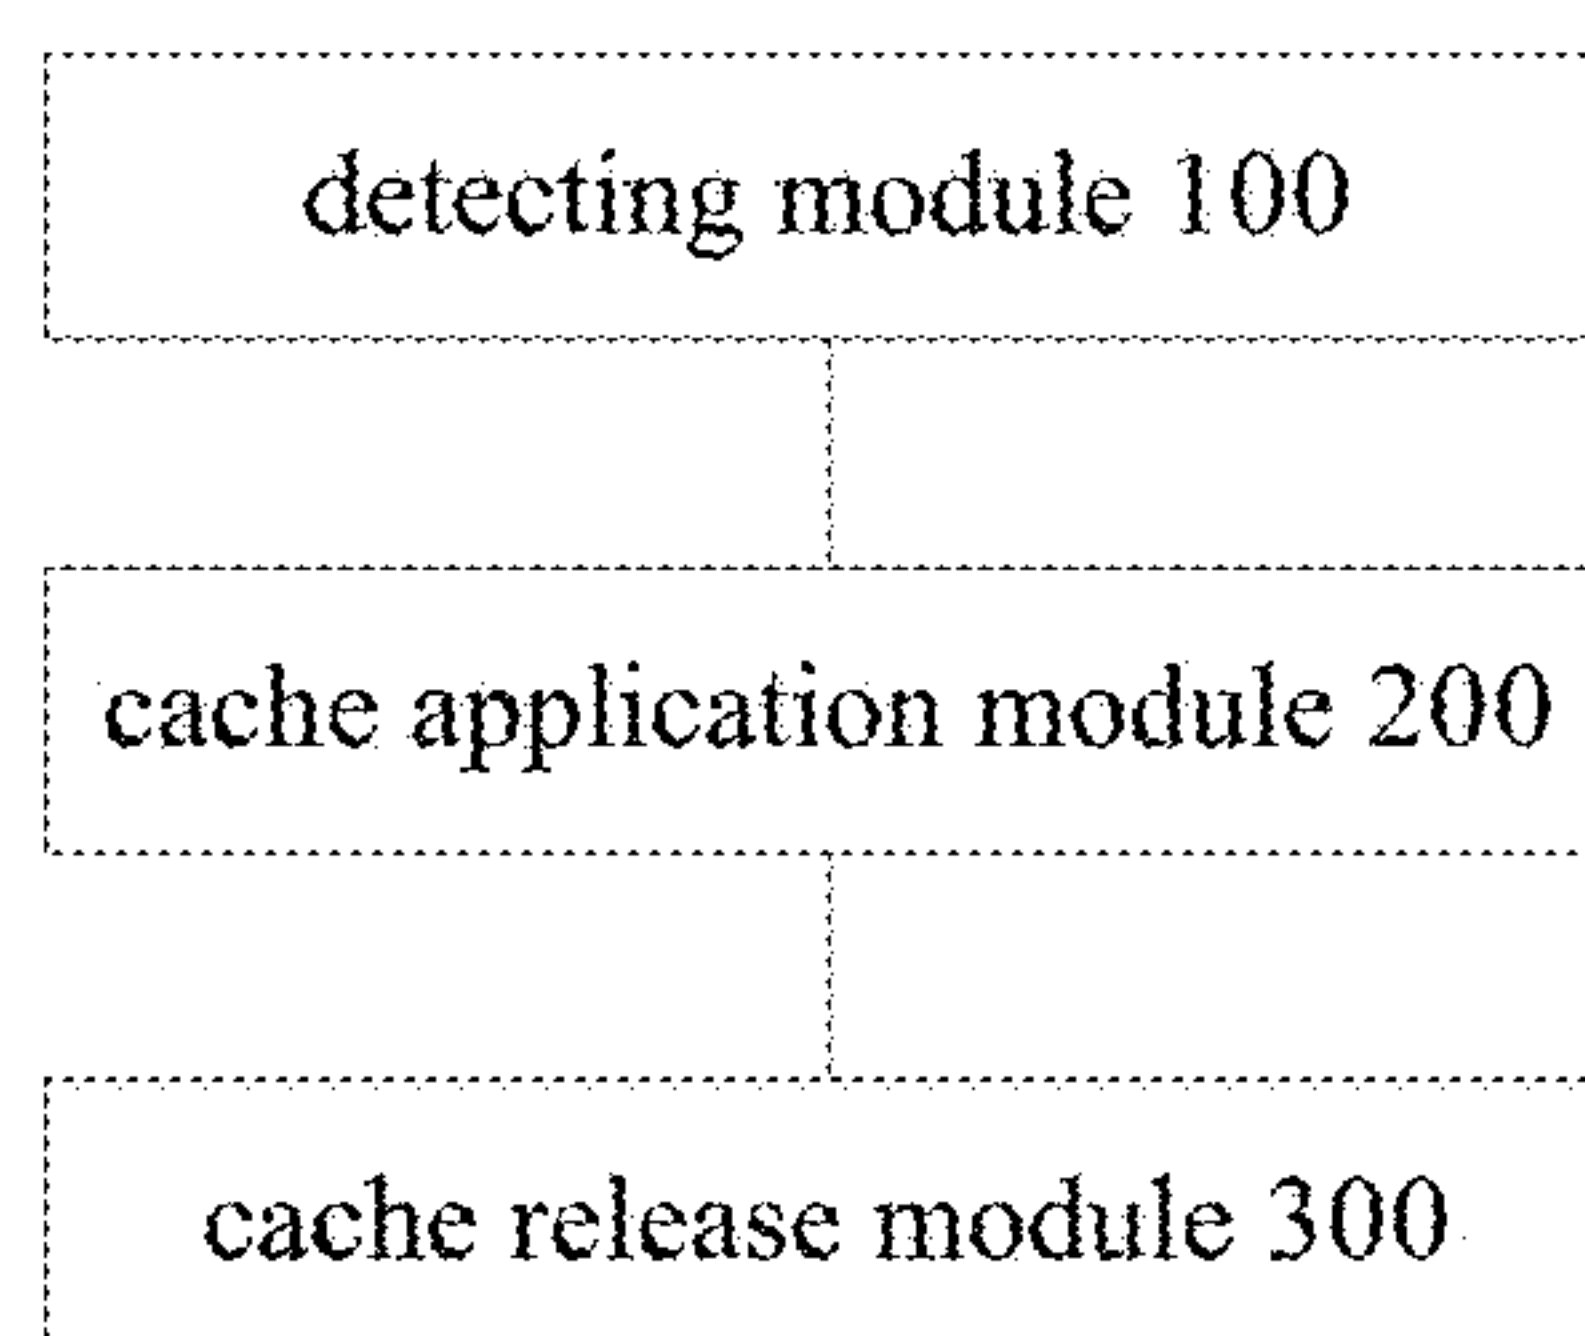 detecting module 100
cache application module 200
cache release module 300